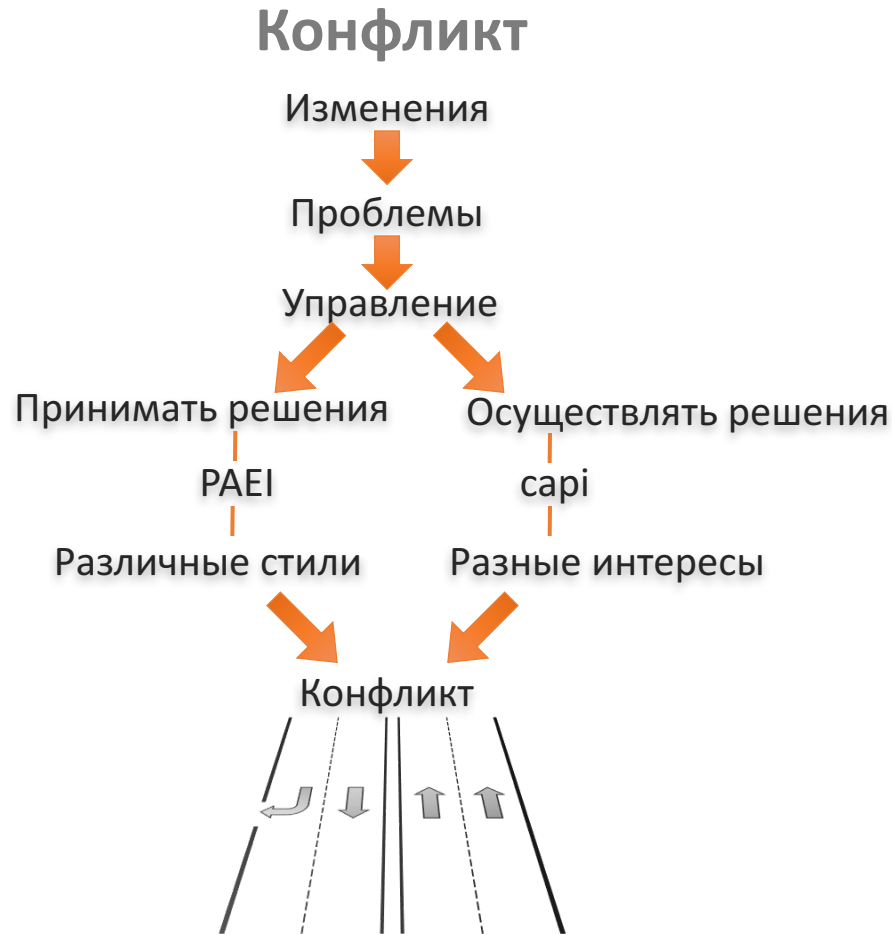 Конфликт
Изменения
Проблемы
Управление
Принимать решения
Осуществлять решения
PAEI
capi
Различные стили
Разные интересы
Конфликт